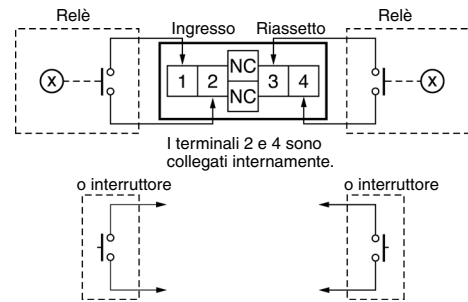 Relè
Ingresso
Riassetto
Relè
X
1
2
NC
NC
3
4
X
I terminali 2 e 4 sono
collegati internamente.
o interruttore
o interruttore